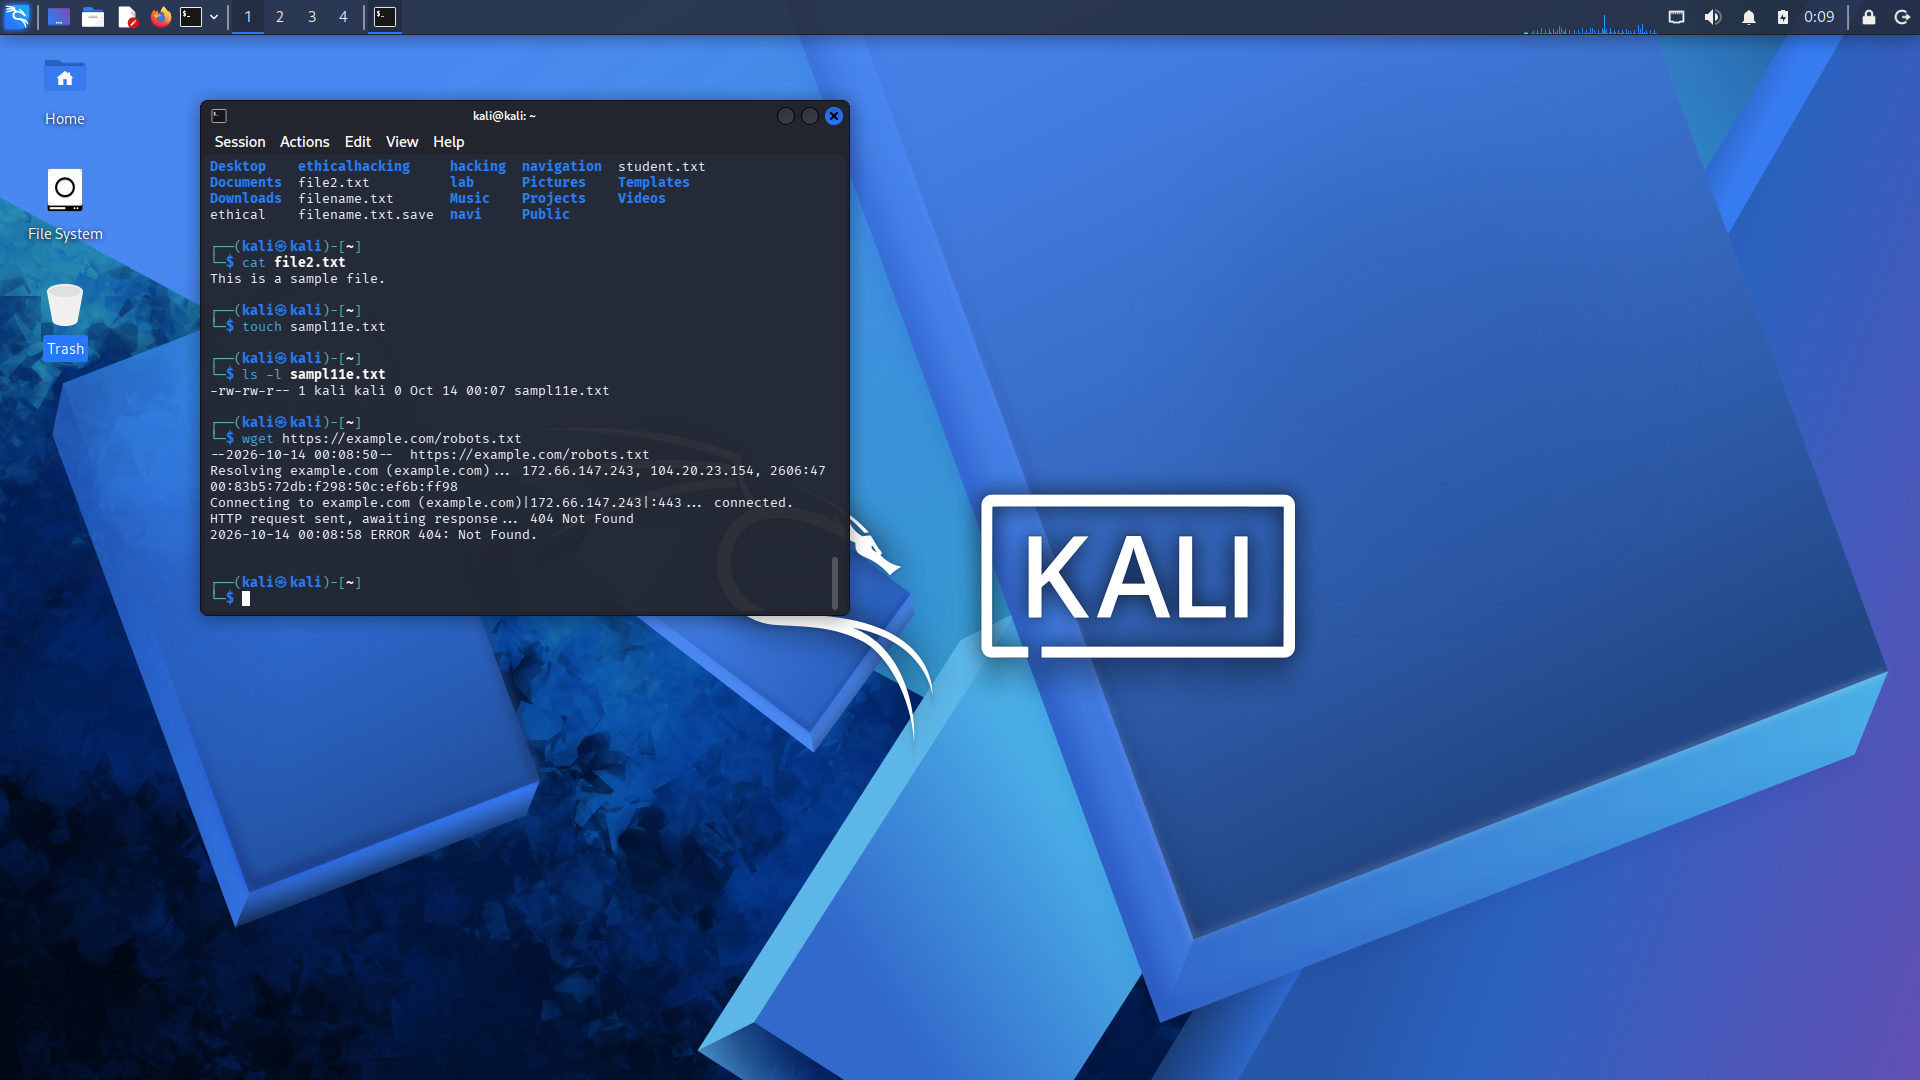 1 2 3 4 0:09
Home
File System
Trash
kali@kali: ~
Session Actions Edit View Help
Desktop ethicalhacking hacking navigation student.txt
Documents file2.txt lab Pictures Templates
Downloads filename.txt Music Projects Videos
ethical filename.txt.save navi Public
┌──(kali㉿kali)-[~]
└─$ cat file2.txt
This is a sample file.
┌──(kali㉿kali)-[~]
└─$ touch sampl11e.txt
┌──(kali㉿kali)-[~]
└─$ ls -l sampl11e.txt
-rw-rw-r-- 1 kali kali 0 Oct 14 00:07 sampl11e.txt
┌──(kali㉿kali)-[~]
└─$ wget https://example.com/robots.txt
--2026-10-14 00:08:50--  https://example.com/robots.txt
Resolving example.com (example.com)... 172.66.147.243, 104.20.23.154, 2606:47
00:83b5:72db:f298:50c:ef6b:ff98
Connecting to example.com (example.com)|172.66.147.243|:443... connected.
HTTP request sent, awaiting response... 404 Not Found
2026-10-14 00:08:58 ERROR 404: Not Found.
┌──(kali㉿kali)-[~]
└─$
KALI